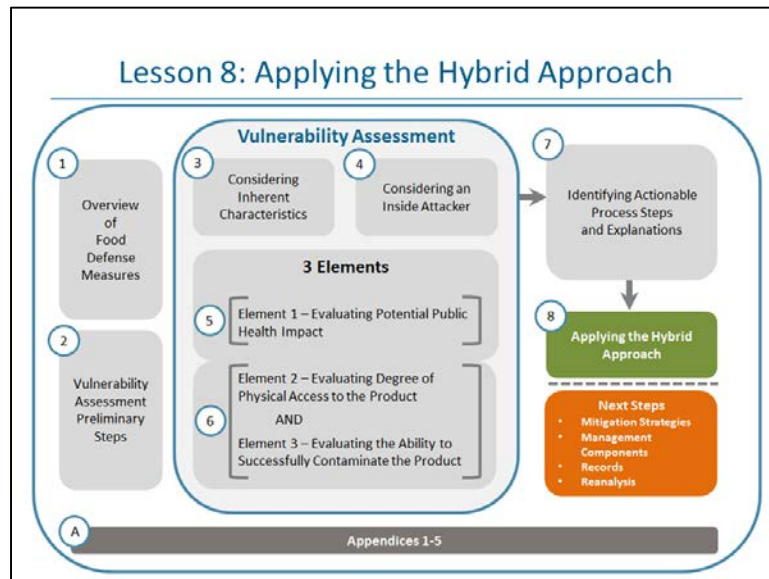 Lesson 8: Applying the Hybrid Approach
1
Overview
of
Food
Defense
Measures
2
Vulnerability
Assessment
Preliminary
Steps
Vulnerability Assessment
3
Considering
Inherent
Characteristics
4
Considering an
Inside Attacker
3 Elements
5
Element 1 – Evaluating Potential Public
Health Impact
6
Element 2 – Evaluating Degree of
Physical Access to the Product
AND
Element 3 – Evaluating the Ability to
Successfully Contaminate the Product
7
Identifying Actionable
Process Steps
and Explanations
8
Applying the Hybrid
Approach
Next Steps
• Mitigation Strategies
• Management
Components
• Records
• Reanalysis
A
Appendices 1-5